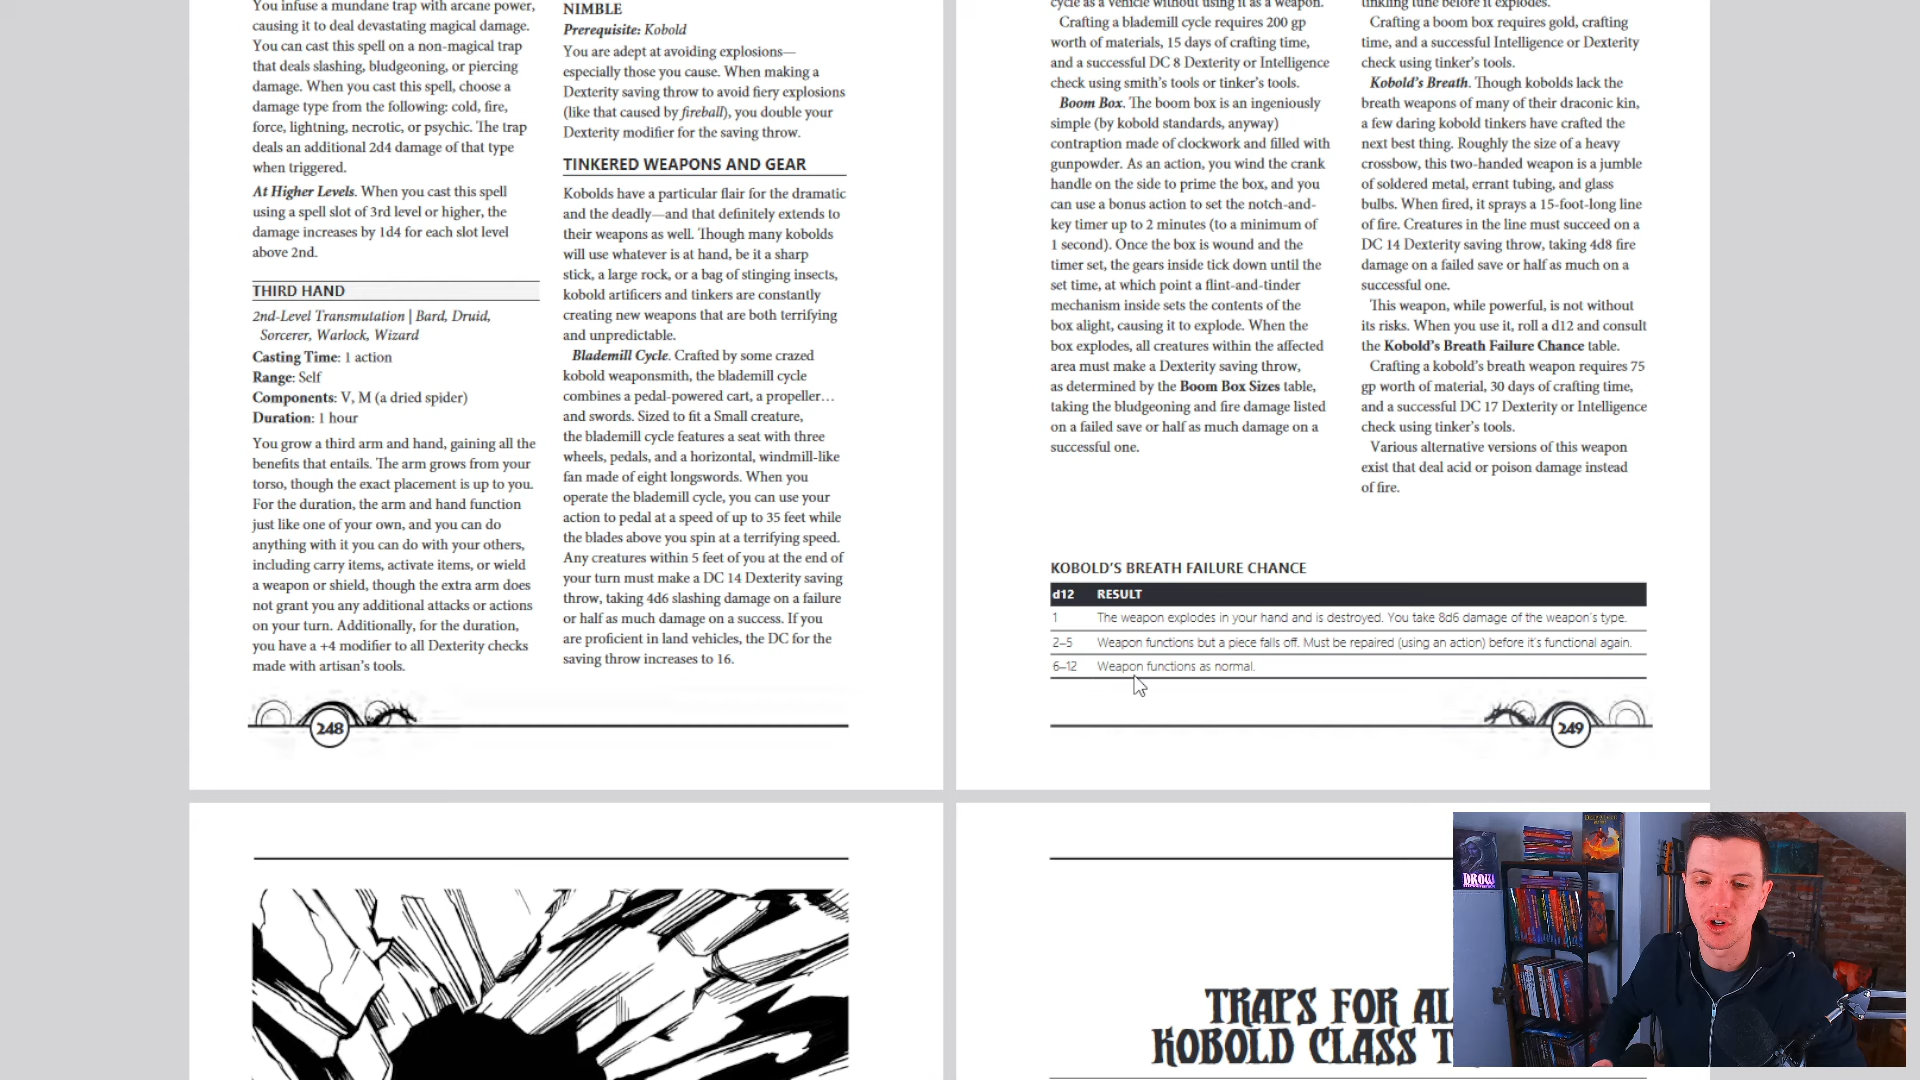 You infuse a mundane trap with arcane power,
causing it to deal devastating magical damage.
You can cast this spell on a non-magical trap
that deals slashing, bludgeoning, or piercing
damage. When you cast this spell, choose a
damage type from the following: cold, fire,
force, lightning, necrotic, or psychic. The trap
deals an additional 2d4 damage of that type
when triggered.
At Higher Levels. When you cast this spell
using a spell slot of 3rd level or higher, the
damage increases by 1d4 for each slot level
above 2nd.
THIRD HAND
2nd-Level Transmutation | Bard, Druid,
Sorcerer, Warlock, Wizard
Casting Time: 1 action
Range: Self
Components: V, M (a dried spider)
Duration: 1 hour
You grow a third arm and hand, gaining all the
benefits that entails. The arm grows from your
torso, though the exact placement is up to you.
For the duration, the arm and hand function
just like one of your own, and you can do
anything with it you can do with your others,
including carry items, activate items, or wield
a weapon or shield, though the extra arm does
not grant you any additional attacks or actions
on your turn. Additionally, for the duration,
you have a +4 modifier to all Dexterity checks
made with artisan's tools.
NIMBLE
Prerequisite: Kobold
You are adept at avoiding explosions—
especially those you cause. When making a
Dexterity saving throw to avoid fiery explosions
(like that caused by fireball), you double your
Dexterity modifier for the saving throw.
TINKERED WEAPONS AND GEAR
Kobolds have a particular flair for the dramatic
and the deadly—and that definitely extends to
their weapons as well. Though many kobolds
will use whatever is at hand, be it a sharp
stick, a large rock, or a bag of stinging insects,
kobold artificers and tinkers are constantly
creating new weapons that are both terrifying
and unpredictable.
Blademill Cycle. Crafted by some crazed
kobold weaponsmith, the blademill cycle
combines a pedal-powered cart, a propeller…
and swords. Sized to fit a Small creature,
the blademill cycle features a seat with three
wheels, pedals, and a horizontal, windmill-like
fan made of eight longswords. When you
operate the blademill cycle, you can use your
action to pedal at a speed of up to 35 feet while
the blades above you spin at a terrifying speed.
Any creatures within 5 feet of you at the end of
your turn must make a DC 14 Dexterity saving
throw, taking 4d6 slashing damage on a failure
or half as much damage on a success. If you
are proficient in land vehicles, the DC for the
saving throw increases to 16.
248
cycle as a vehicle without using it as a weapon.
Crafting a blademill cycle requires 200 gp
worth of materials, 15 days of crafting time,
and a successful DC 8 Dexterity or Intelligence
check using smith's tools or tinker's tools.
Boom Box. The boom box is an ingeniously
simple (by kobold standards, anyway)
contraption made of clockwork and filled with
gunpowder. As an action, you wind the crank
handle on the side to prime the box, and you
can use a bonus action to set the notch-and-
key timer up to 2 minutes (to a minimum of
1 second). Once the box is wound and the
timer set, the gears inside tick down until the
set time, at which point a flint-and-tinder
mechanism inside sets the contents of the
box alight, causing it to explode. When the
box explodes, all creatures within the affected
area must make a Dexterity saving throw,
as determined by the Boom Box Sizes table,
taking the bludgeoning and fire damage listed
on a failed save or half as much damage on a
successful one.
tinkling tune before it explodes.
Crafting a boom box requires gold, crafting
time, and a successful Intelligence or Dexterity
check using tinker's tools.
Kobold's Breath. Though kobolds lack the
breath weapons of many of their draconic kin,
a few daring kobold tinkers have crafted the
next best thing. Roughly the size of a heavy
crossbow, this two-handed weapon is a jumble
of soldered metal, errant tubing, and glass
bulbs. When fired, it sprays a 15-foot-long line
of fire. Creatures in the line must succeed on a
DC 14 Dexterity saving throw, taking 4d8 fire
damage on a failed save or half as much on a
successful one.
This weapon, while powerful, is not without
its risks. When you use it, roll a d12 and consult
the Kobold's Breath Failure Chance table.
Crafting a kobold's breath weapon requires 75
gp worth of material, 30 days of crafting time,
and a successful DC 17 Dexterity or Intelligence
check using tinker's tools.
Various alternative versions of this weapon
exist that deal acid or poison damage instead
of fire.
KOBOLD'S BREATH FAILURE CHANCE
d12 RESULT
1 The weapon explodes in your hand and is destroyed. You take 8d6 damage of the weapon's type.
2–5 Weapon functions but a piece falls off. Must be repaired (using an action) before it's functional again.
6–12 Weapon functions as normal.
249
TRAPS FOR AL
KOBOLD CLASS T
DROW